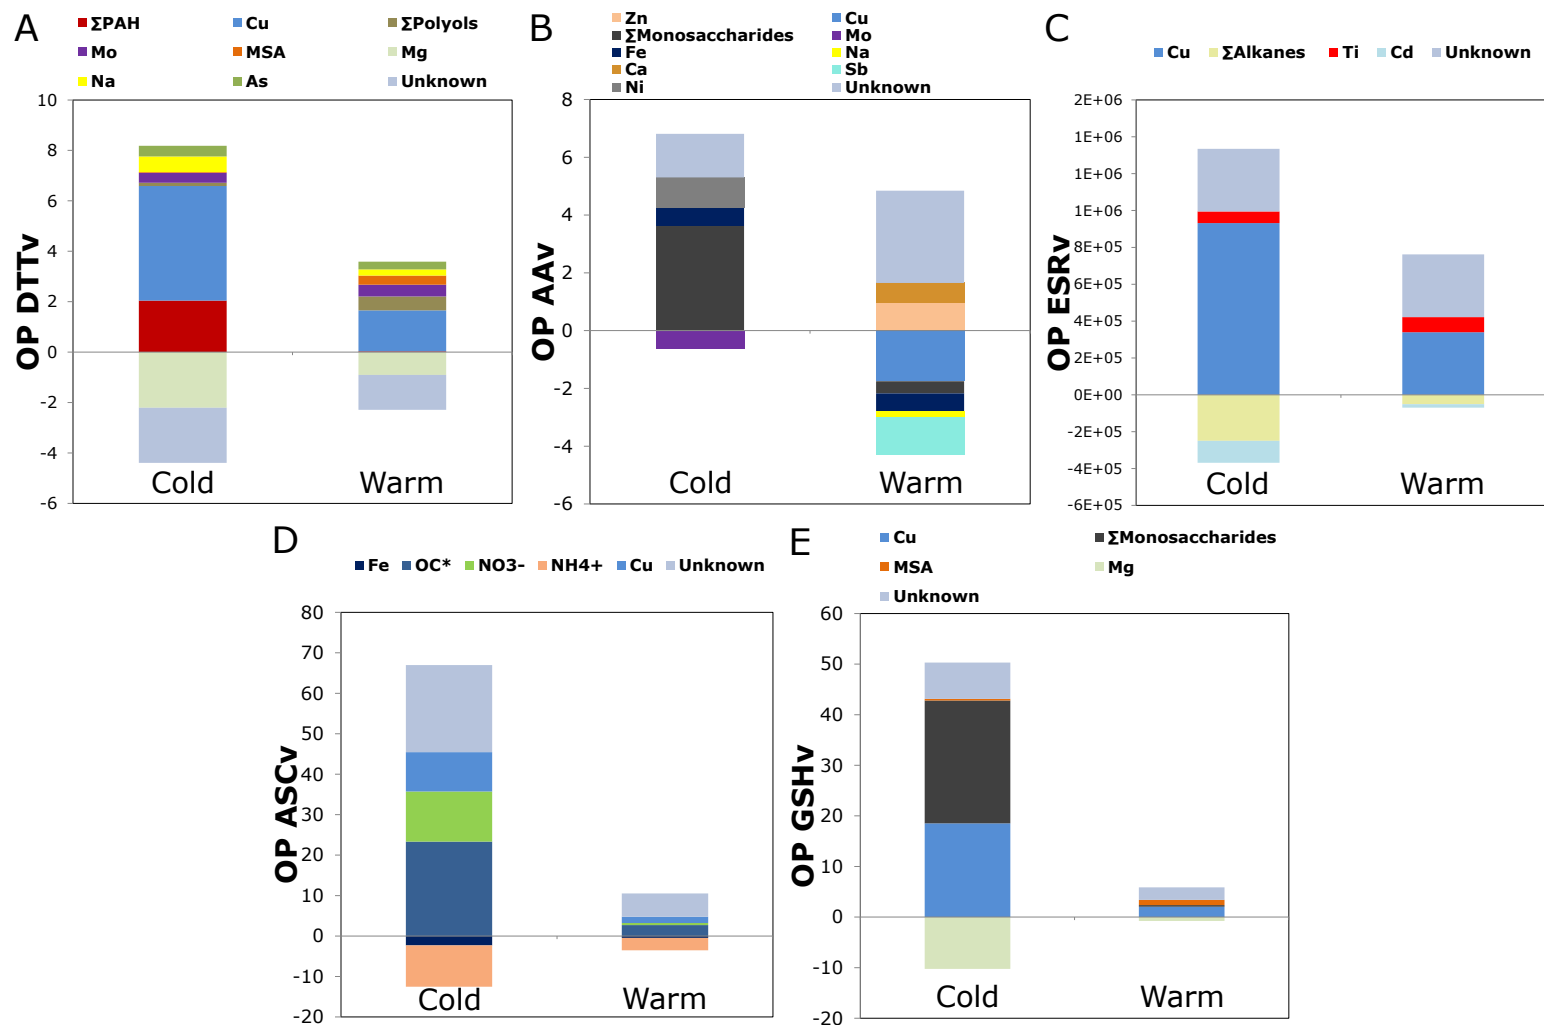 A
ΣPAH Cu ΣPolyols
Mo MSA Mg
Na As Unknown
10
8
6
4
2
0
-2
-4
-6
OP DTTv
Cold Warm
B
Zn Cu
ΣMonosaccharides Mo
Fe Na
Ca Sb
Ni Unknown
8
6
4
2
0
-2
-4
-6
OP AAv
Cold Warm
C
Cu ΣAlkanes Ti Cd Unknown
2E+06
1E+06
1E+06
1E+06
8E+05
6E+05
4E+05
2E+05
0E+00
-2E+05
-4E+05
-6E+05
OP ESRv
Cold Warm
D
Fe OC* NO3- NH4+ Cu Unknown
80
70
60
50
40
30
20
10
0
-10
-20
OP ASCv
Cold Warm
E
Cu ΣMonosaccharides
MSA Mg
Unknown
60
50
40
30
20
10
0
-10
-20
OP GSHv
Cold Warm